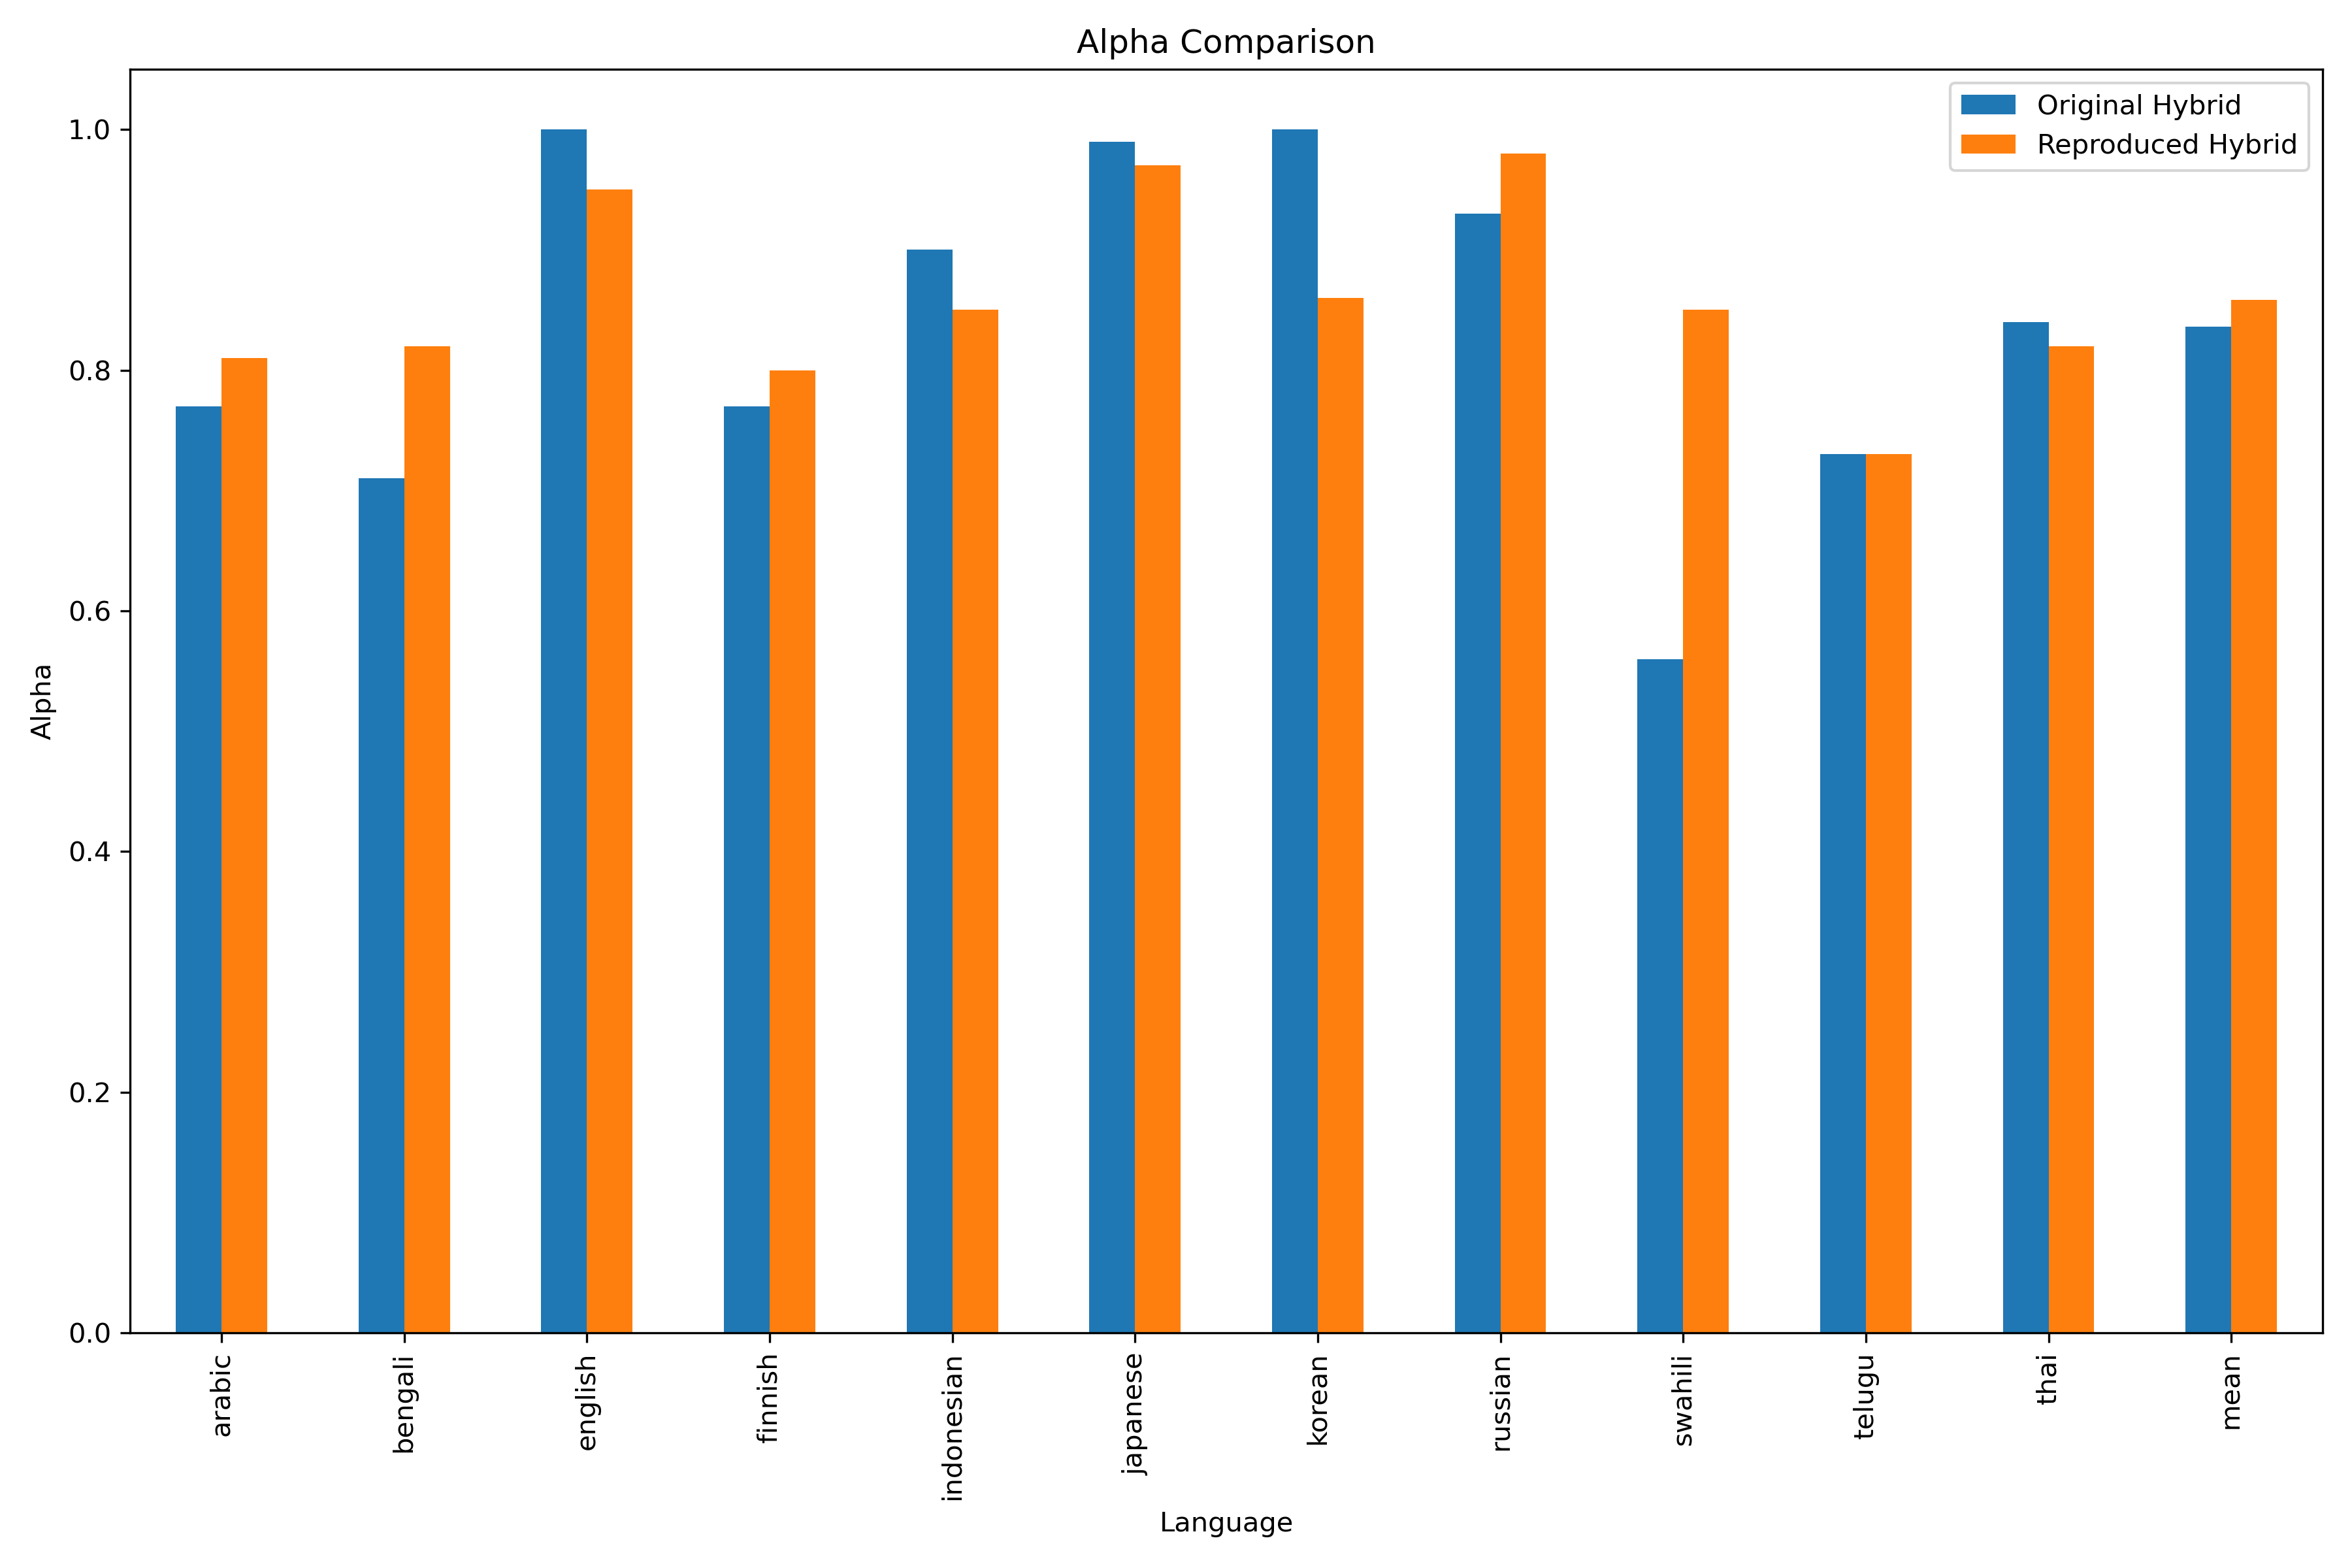 Alpha Comparison
Original Hybrid
Reproduced Hybrid
1.0
0.8
0.6
0.4
0.2
0.0
Alpha
arabic
bengali
english
finnish
indonesian
japanese
korean
russian
swahili
telugu
thai
mean
Language